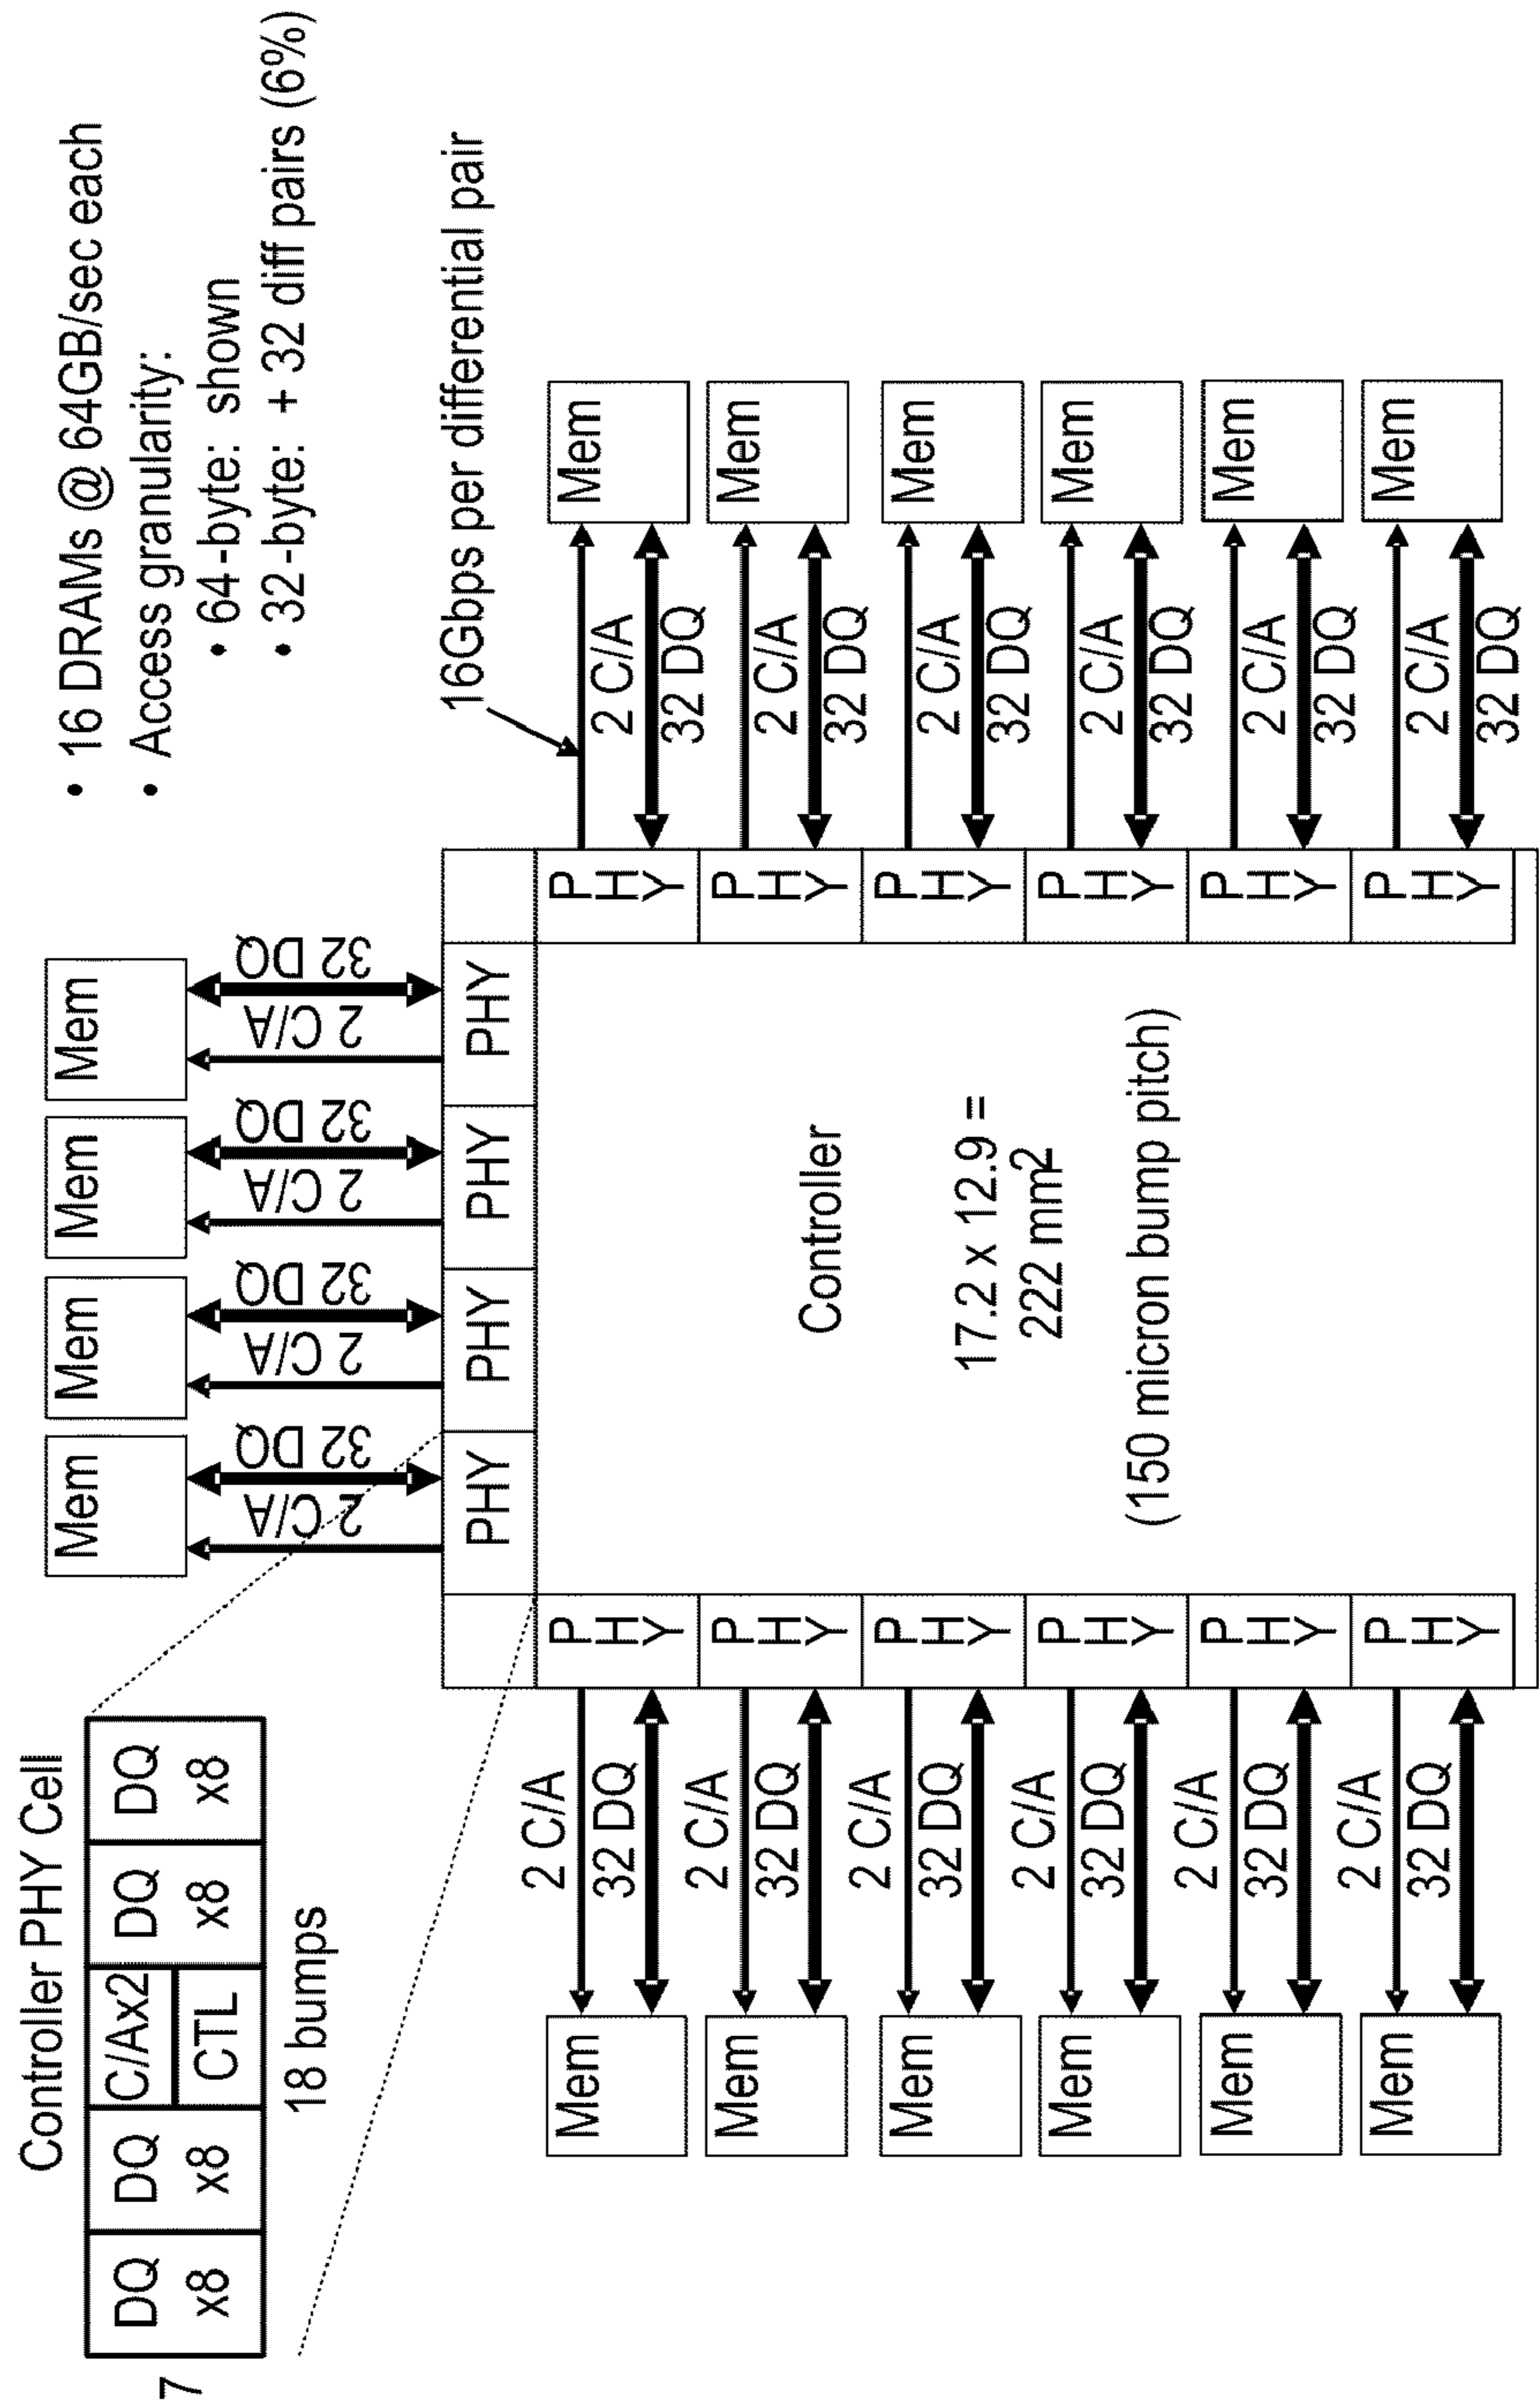 Controller PHY Cell
7
DQ
x8
DQ
x8
C/Ax2
CTL
DQ
x8
DQ
x8
18 bumps
• 16 DRAMs @ 64GB/sec each
• Access granularity:
• 64-byte: shown
• 32-byte: + 32 diff pairs (6%)
Mem
Mem
Mem
Mem
2 C/A
32 DQ
2 C/A
32 DQ
2 C/A
32 DQ
2 C/A
32 DQ
16Gbps per differential pair
PHY
PHY
PHY
PHY
Mem
2 C/A
32 DQ
PHY
PHY
2 C/A
32 DQ
Mem
Mem
2 C/A
32 DQ
PHY
PHY
2 C/A
32 DQ
Mem
Mem
2 C/A
32 DQ
PHY
PHY
2 C/A
32 DQ
Mem
Mem
2 C/A
32 DQ
PHY
PHY
2 C/A
32 DQ
Mem
Mem
2 C/A
32 DQ
PHY
PHY
2 C/A
32 DQ
Mem
Mem
2 C/A
32 DQ
PHY
PHY
2 C/A
32 DQ
Mem
Controller
17.2 x 12.9 =
222 mm2
(150 micron bump pitch)